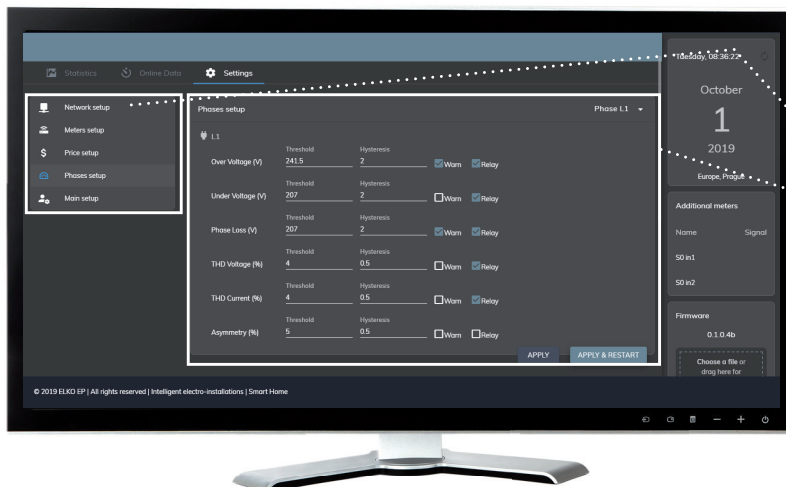 Statistics
Online Data
Settings
Network setup
Meters setup
Price setup
Phases setup
Main setup
Phases setup
Phase L1
L1
Threshold Hysteresis
Over Voltage (V) 241.5 2 Warn Relay
Threshold Hysteresis
Under Voltage (V) 207 2 Warn Relay
Threshold Hysteresis
Phase Loss (V) 207 2 Warn Relay
Threshold Hysteresis
THD Voltage (%) 4 0.5 Warn Relay
Threshold Hysteresis
THD Current (%) 4 0.5 Warn Relay
Threshold Hysteresis
Asymmetry (%) 5 0.5 Warn Relay
APPLY APPLY & RESTART
Tuesday, 08:36:22
October
1
2019
Europe, Prague
Additional meters
Name Signal
S0 in1
S0 in2
Firmware
0.1.0.4b
Choose a file or
drag here for
© 2019 ELKO EP | All rights reserved | Intelligent electro-installations | Smart Home